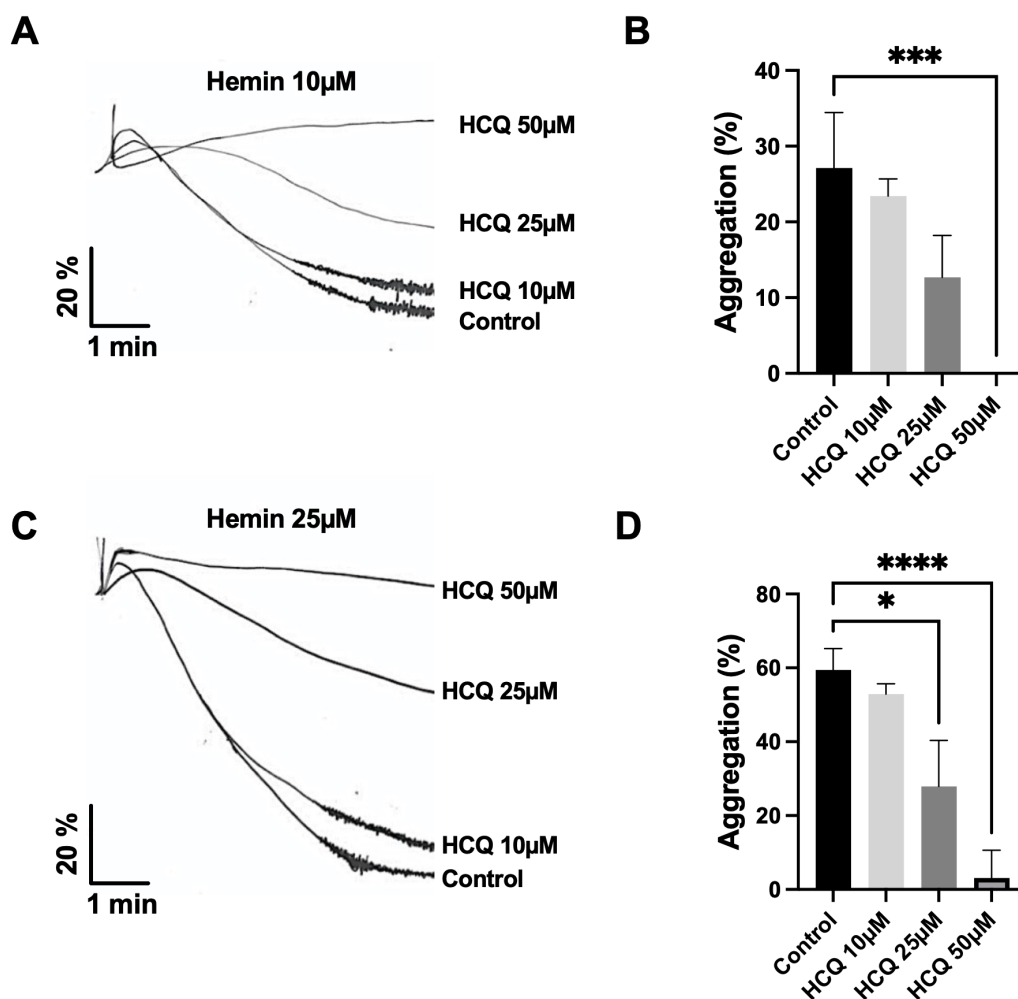 A
Hemin 10µM
HCQ 50µM
HCQ 25µM
HCQ 10µM
Control
20 %
1 min
B
***
Aggregation (%)
40
30
20
10
0
Control
HCQ 10µM
HCQ 25µM
HCQ 50µM
C
Hemin 25µM
HCQ 50µM
HCQ 25µM
HCQ 10µM
Control
20 %
1 min
D
****
*
Aggregation (%)
80
60
40
20
0
Control
HCQ 10µM
HCQ 25µM
HCQ 50µM